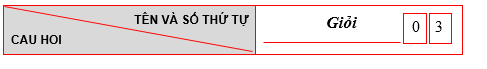 TÊN VÀ SỐ THỨ TỰ
CAU HOI
Giỏi
0 3